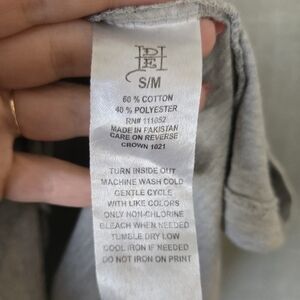 S/M
60 % COTTON
40 % POLYESTER
RN# 111052
MADE IN PAKISTAN
CARE ON REVERSE
CROWN 1021
TURN INSIDE OUT
MACHINE WASH COLD
GENTLE CYCLE
WITH LIKE COLORS
ONLY NON-CHLORINE
BLEACH WHEN NEEDED
TUMBLE DRY LOW
COOL IRON IF NEEDED
DO NOT IRON ON PRINT